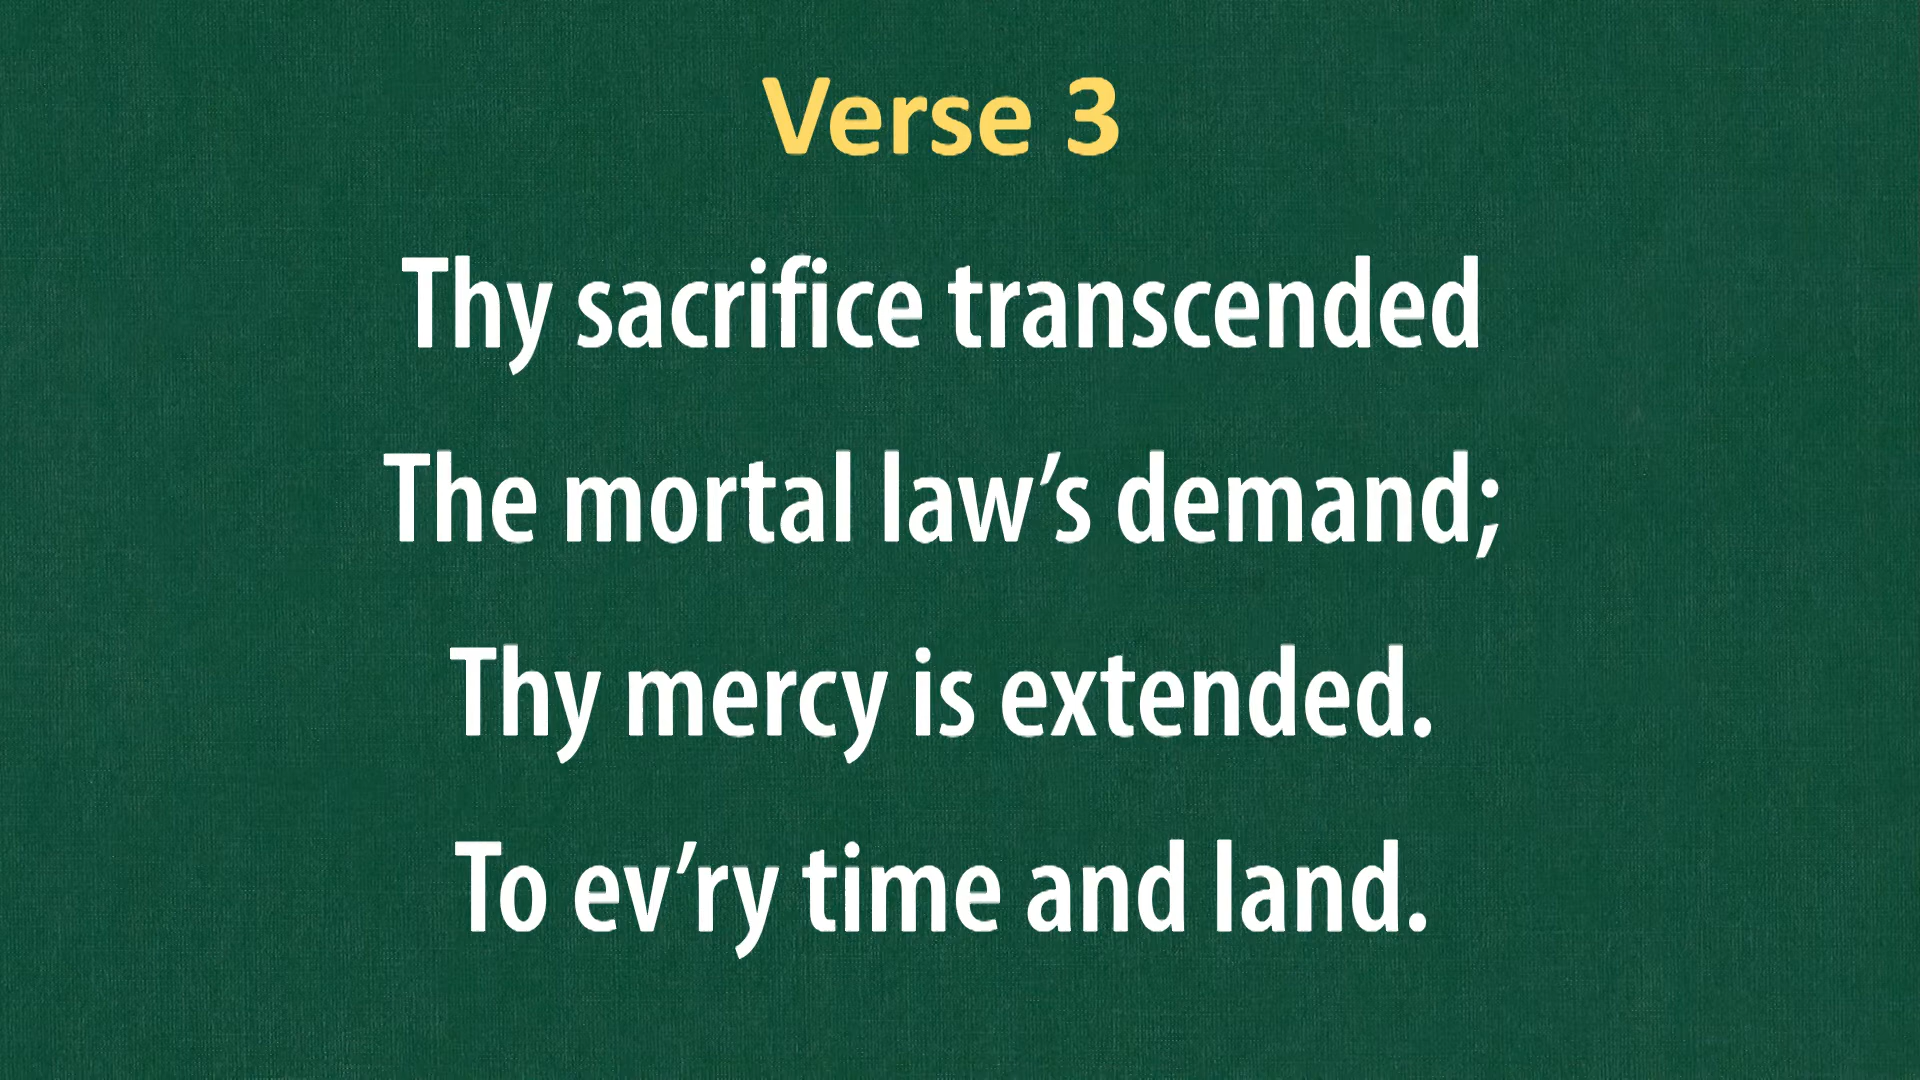 Verse 3
Thy sacrifice transcended
The mortal law’s demand;
Thy mercy is extended.
To ev’ry time and land.